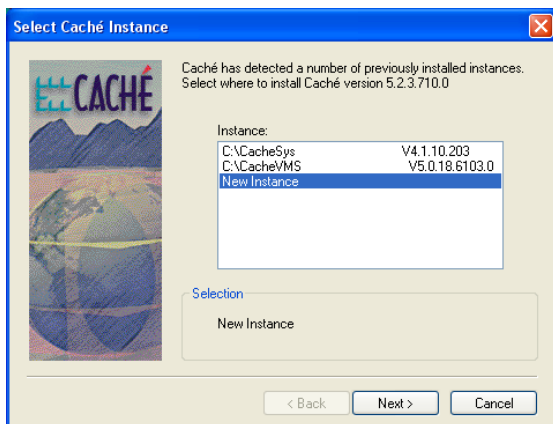 Select Caché Instance
CACHÉ
Caché has detected a number of previously installed instances.
Select where to install Caché version 5.2.3.710.0
Instance:
C:\CacheSys V4.1.10.203
C:\CacheVMS V5.0.18.6103.0
New Instance
Selection
New Instance
< Back Next > Cancel